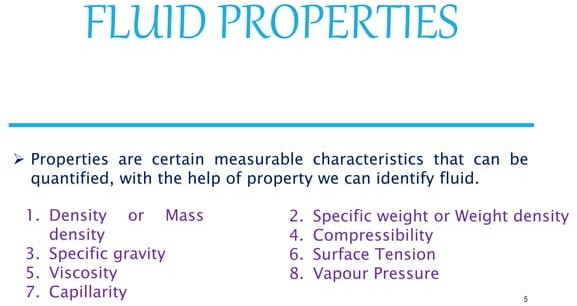 FLUID PROPERTIES
➢ Properties are certain measurable characteristics that can be
quantified, with the help of property we can identify fluid.
1. Density or Mass
density
2. Specific weight or Weight density
3. Specific gravity
4. Compressibility
5. Viscosity
6. Surface Tension
7. Capillarity
8. Vapour Pressure
5